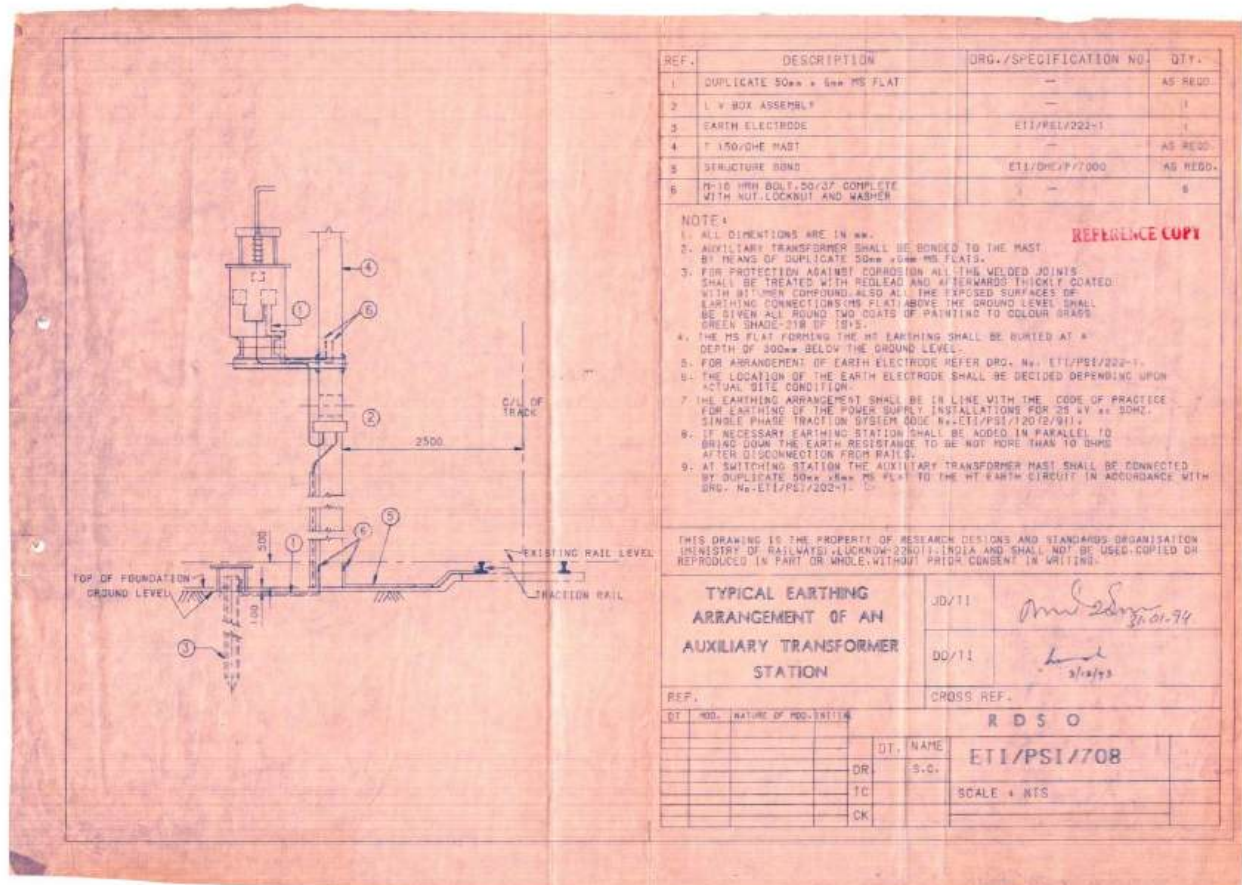 REF. DESCRIPTION DRG./SPECIFICATION NO. QTY.
1 DUPLICATE 50mm x 6mm MS FLAT — AS REQD.
2 L V BOX ASSEMBLY — 1
3 EARTH ELECTRODE ETI/PSI/222-1 1
4 T 150/OHE MAST — AS REQD.
5 STRUCTURE BOND ETI/OHE/P/7000 AS REQD.
6 M-16 HRH BOLT, 50/37 COMPLETE — 6
WITH NUT, LOCKNUT AND WASHER
NOTE:
1. ALL DIMENTIONS ARE IN mm.
REFERENCE COPY
2. AUXILIARY TRANSFORMER SHALL BE BONDED TO THE MAST
BY MEANS OF DUPLICATE 50mm x6mm MS FLATS.
3. FOR PROTECTION AGAINST CORROSION ALL THE WELDED JOINTS
SHALL BE TREATED WITH REDLEAD AND AFTERWARDS THICKLY COATED
WITH BITUMEN COMPOUND. ALSO ALL THE EXPOSED SURFACES OF
EARTHING CONNECTIONS (MS FLAT) ABOVE THE GROUND LEVEL SHALL
BE GIVEN ALL ROUND TWO COATS OF PAINTING TO COLOUR GRASS
GREEN SHADE-218 OF IS:5.
4. THE MS FLAT FORMING THE HT EARTHING SHALL BE BURIED AT A
DEPTH OF 300mm BELOW THE GROUND LEVEL.
5. FOR ARRANGEMENT OF EARTH ELECTRODE REFER DRG. No. ETI/PSI/222-1.
6. THE LOCATION OF THE EARTH ELECTRODE SHALL BE DECIDED DEPENDING UPON
ACTUAL SITE CONDITION.
7 THE EARTHING ARRANGEMENT SHALL BE IN LINE WITH THE CODE OF PRACTICE
FOR EARTHING OF THE POWER SUPPLY INSTALLATIONS FOR 25 kV ac 50HZ.
SINGLE PHASE TRACTION SYSTEM CODE No.ETI/PSI/120(2/91).
8. IF NECESSARY EARTHING STATION SHALL BE ADDED IN PARALLEL TO
BRING DOWN THE EARTH RESISTANCE TO BE NOT MORE THAN 10 OHMS
AFTER DISCONNECTION FROM RAILS.
9. AT SWITCHING STATION THE AUXILIARY TRANSFORMER MAST SHALL BE CONNECTED
BY DUPLICATE 50mm x6mm MS FLAT TO THE HT EARTH CIRCUIT IN ACCORDANCE WITH
DRG. No.ETI/PSI/202-1.
4
1
6
2
C/L OF
TRACK
2500
500
1
6
5
EXISTING RAIL LEVEL
TOP OF FOUNDATION
GROUND LEVEL
100
TRACTION RAIL
3
THIS DRAWING IS THE PROPERTY OF RESEARCH DESIGNS AND STANDARDS ORGANISATION
(MINISTRY OF RAILWAYS), LUCKNOW-226011, INDIA AND SHALL NOT BE USED, COPIED OR
REPRODUCED IN PART OR WHOLE, WITHOUT PRIOR CONSENT IN WRITING.
TYPICAL EARTHING
ARRANGEMENT OF AN
AUXILIARY TRANSFORMER
STATION
JD/TI
31.01.94
DD/TI
3/12/93
REF. CROSS REF.
DT MOD. NATURE OF MOD. INITIAL
R D S O
DT. NAME
DR. S.C.
TC
CK
ETI/PSI/708
SCALE : NTS